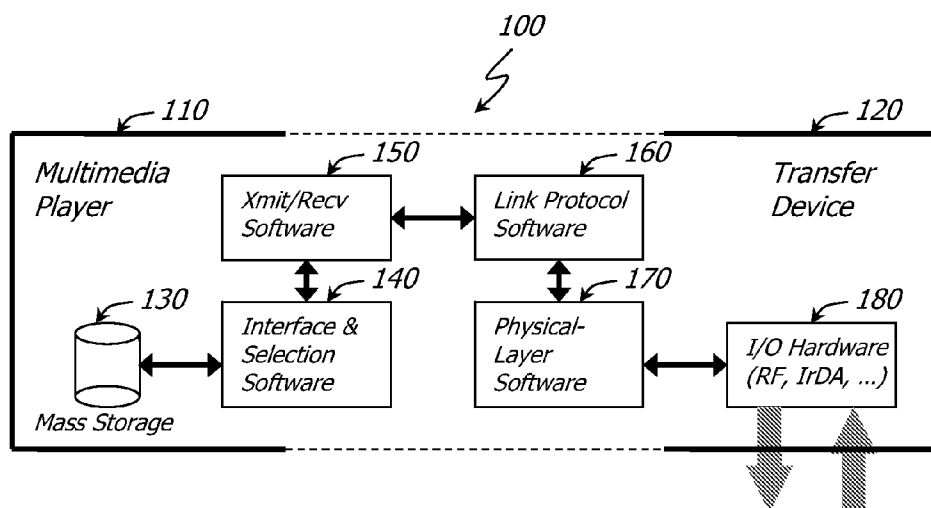 100
110
120
Multimedia
Player
150
Xmit/Recv
Software
160
Link Protocol
Software
Transfer
Device
130
Mass Storage
140
Interface &
Selection
Software
170
Physical-
Layer
Software
180
I/O Hardware
(RF, IrDA, ...)